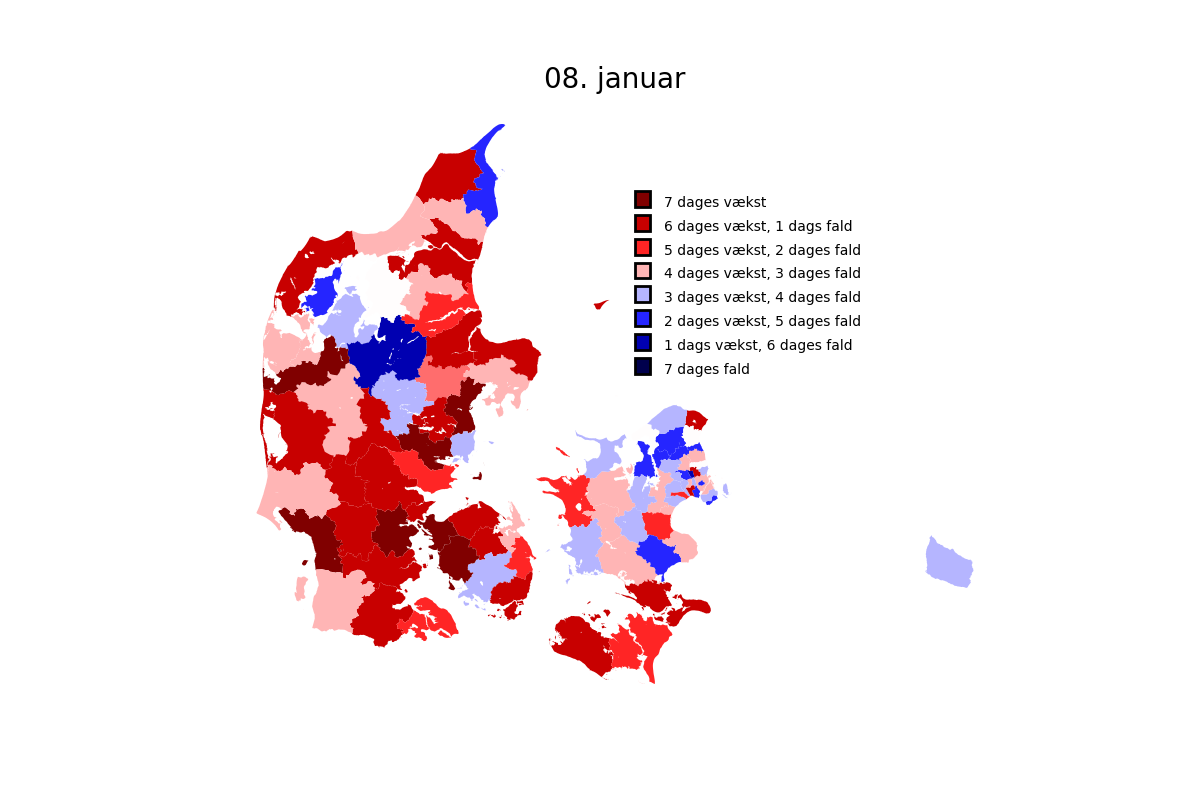 08. januar
7 dages vækst
6 dages vækst, 1 dags fald
5 dages vækst, 2 dages fald
4 dages vækst, 3 dages fald
3 dages vækst, 4 dages fald
2 dages vækst, 5 dages fald
1 dags vækst, 6 dages fald
7 dages fald